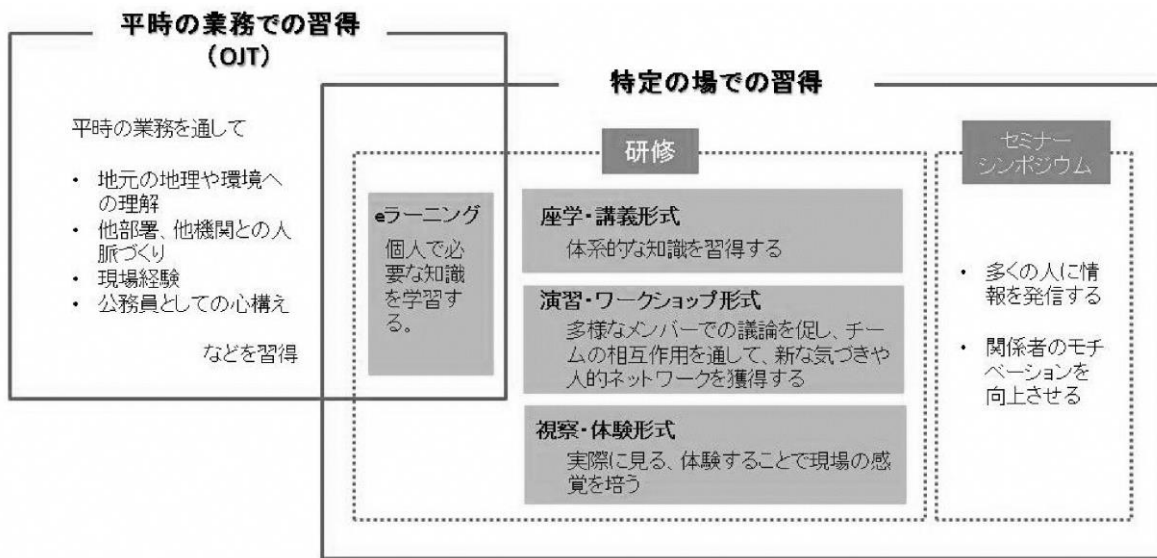 平時の業務での習得
（OJT）
平時の業務を通して
・ 地元の地理や環境へ
の理解
・ 他部署、他機関との人
脈づくり
・ 現場経験
・ 公務員としての心構え
などを習得
特定の場での習得
研修
eラーニング
個人で必
要な知識
を学習す
る。
座学・講義形式
体系的な知識を習得する
演習・ワークショップ形式
多様なメンバーでの議論を促し、チー
ムの相互作用を通して、新な気づきや
人的ネットワークを獲得する
視察・体験形式
実際に見る、体験することで現場の感
覚を培う
セミナー
シンポジウム
・ 多くの人に情
報を発信する
・ 関係者のモチ
ベーションを
向上させる